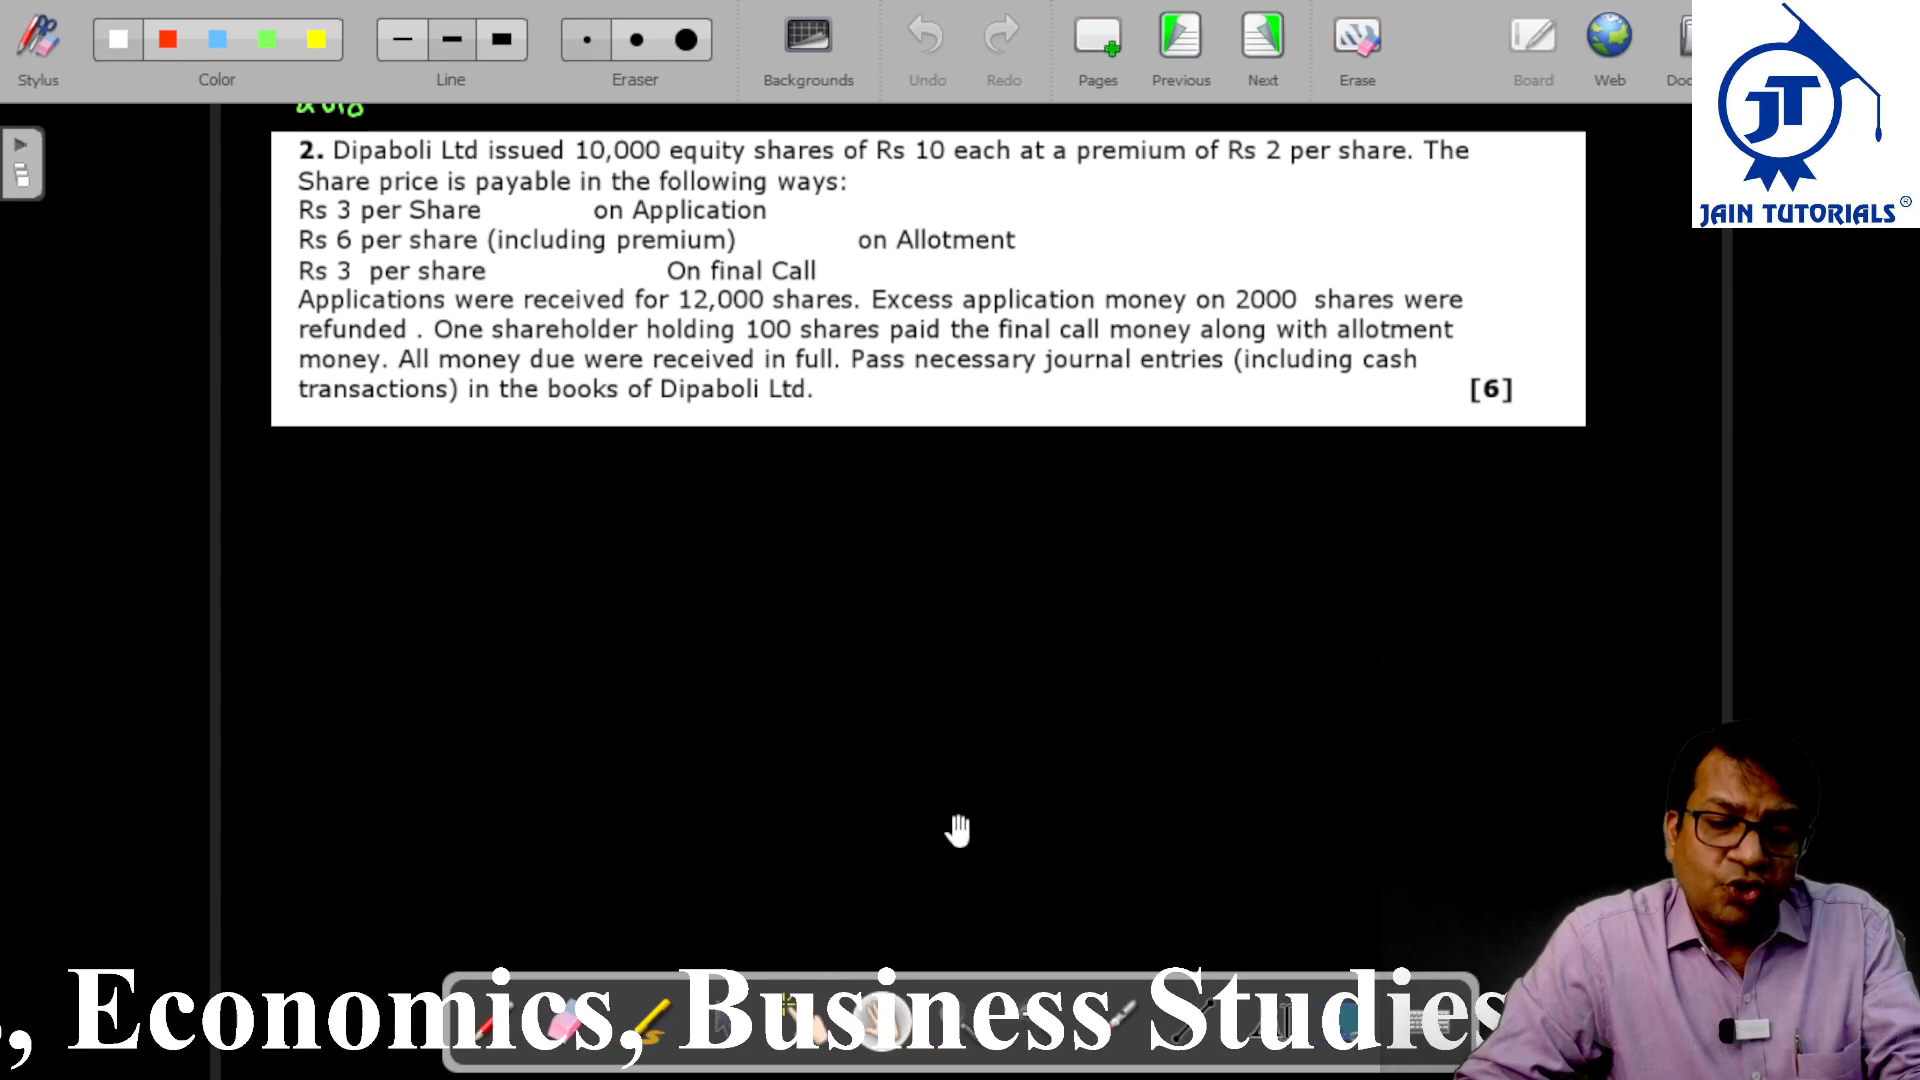 Stylus Color Line Eraser Backgrounds Undo Redo Pages Previous Next Erase Board Web
JT
JAIN TUTORIALS®
2. Dipaboli Ltd issued 10,000 equity shares of Rs 10 each at a premium of Rs 2 per share. The
Share price is payable in the following ways:
Rs 3 per Share on Application
Rs 6 per share (including premium) on Allotment
Rs 3 per share On final Call
Applications were received for 12,000 shares. Excess application money on 2000 shares were
refunded . One shareholder holding 100 shares paid the final call money along with allotment
money. All money due were received in full. Pass necessary journal entries (including cash
transactions) in the books of Dipaboli Ltd. [6]
, Economics, Business Studies